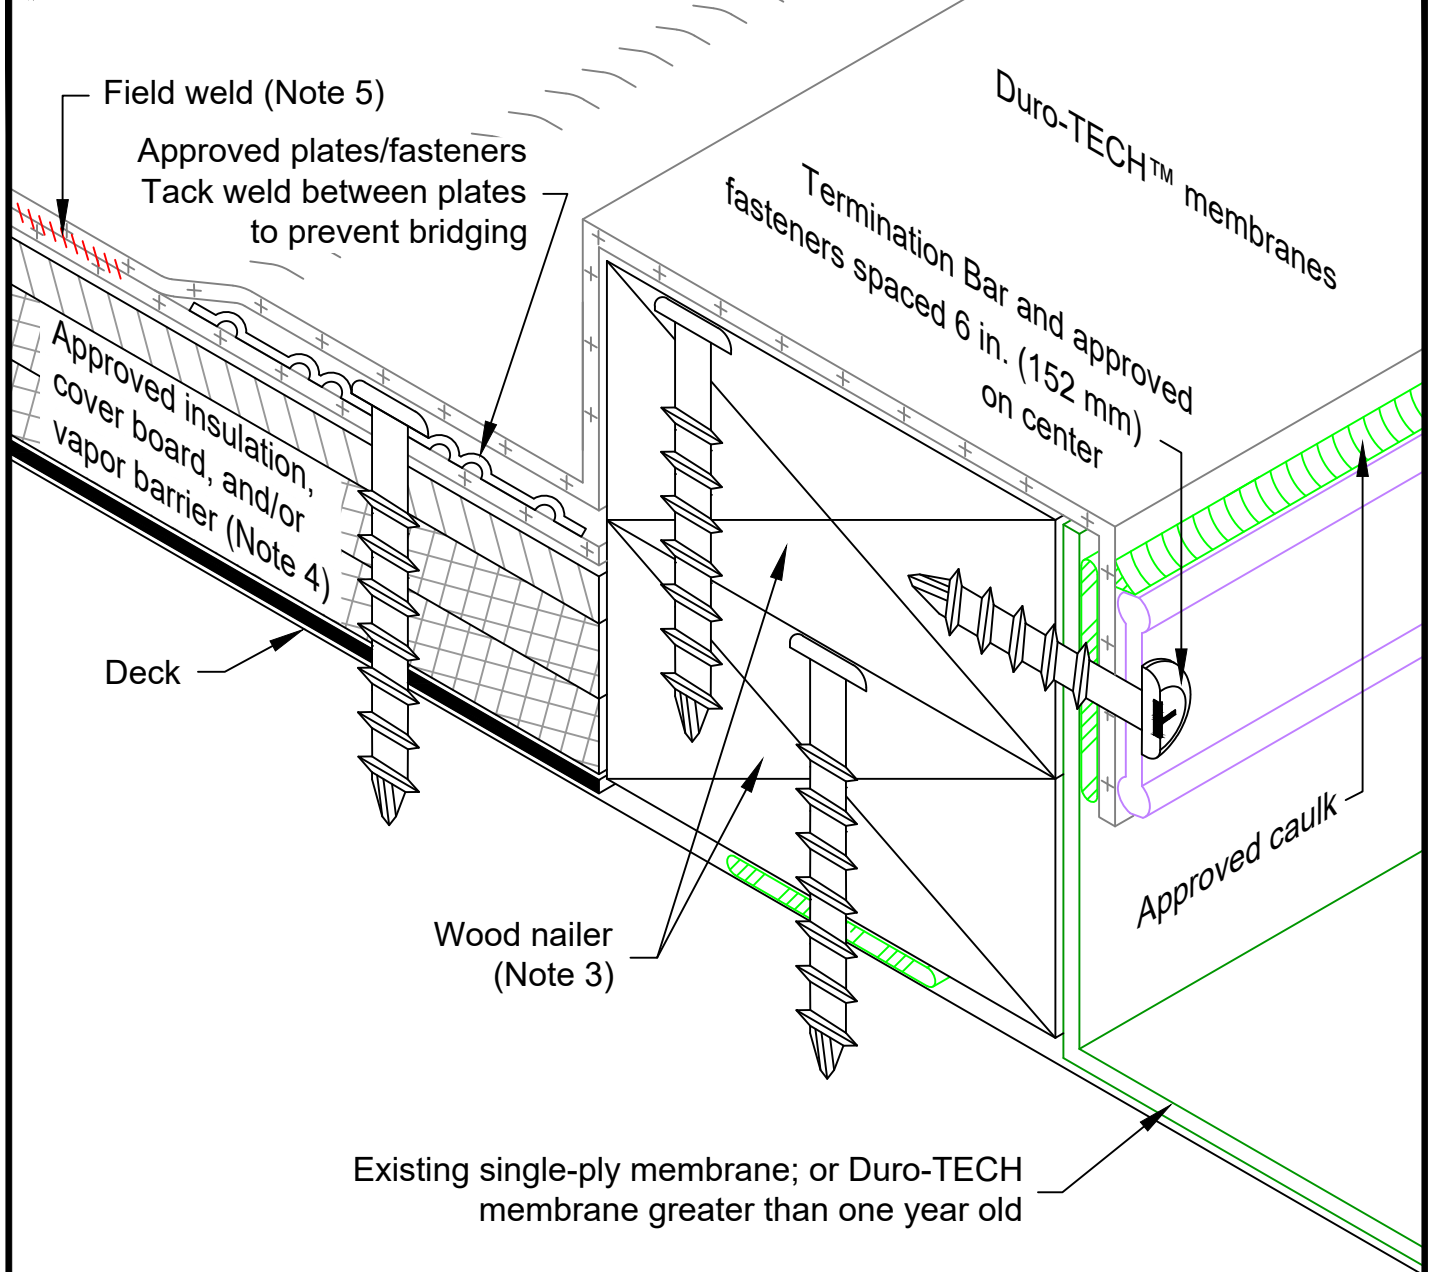 Field weld (Note 5)
Approved plates/fasteners
Tack weld between plates
to prevent bridging
Duro-TECH™ membranes
Termination Bar and approved
fasteners spaced 6 in. (152 mm)
on center
Approved insulation,
cover board, and/or
vapor barrier (Note 4)
Deck
Wood nailer
(Note 3)
Approved caulk
Existing single-ply membrane; or Duro-TECH
membrane greater than one year old